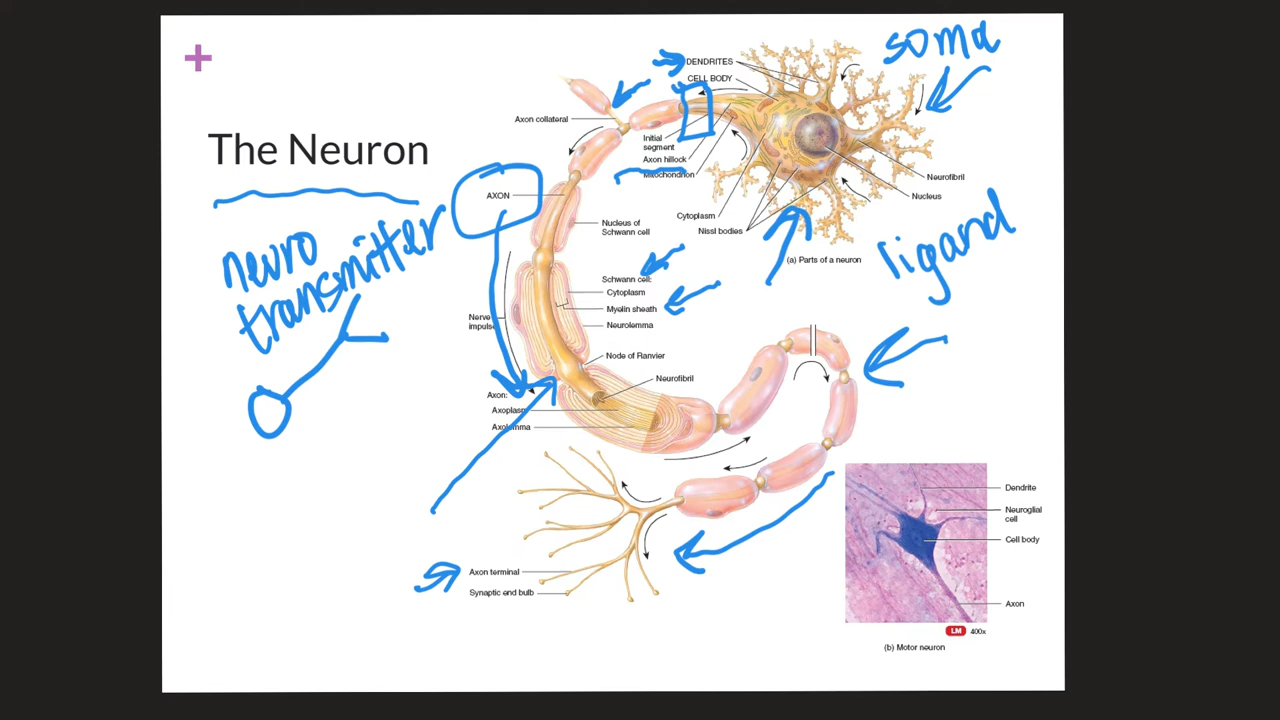 +
The Neuron
neuro
transmitter
soma
ligand
DENDRITES
CELL BODY
Axon collateral
Initial
segment
Axon hillock
Mitochondrion
AXON
Nucleus of
Schwann cell
Cytoplasm
Nissl bodies
Neurofibril
Nucleus
(a) Parts of a neuron
Schwann cell:
Cytoplasm
Myelin sheath
Neurolemma
Nerve
impulse
Node of Ranvier
Neurofibril
Axon:
Axoplasm
Axolemma
Axon terminal
Synaptic end bulb
Dendrite
Neuroglial
cell
Cell body
Axon
LM 400x
(b) Motor neuron